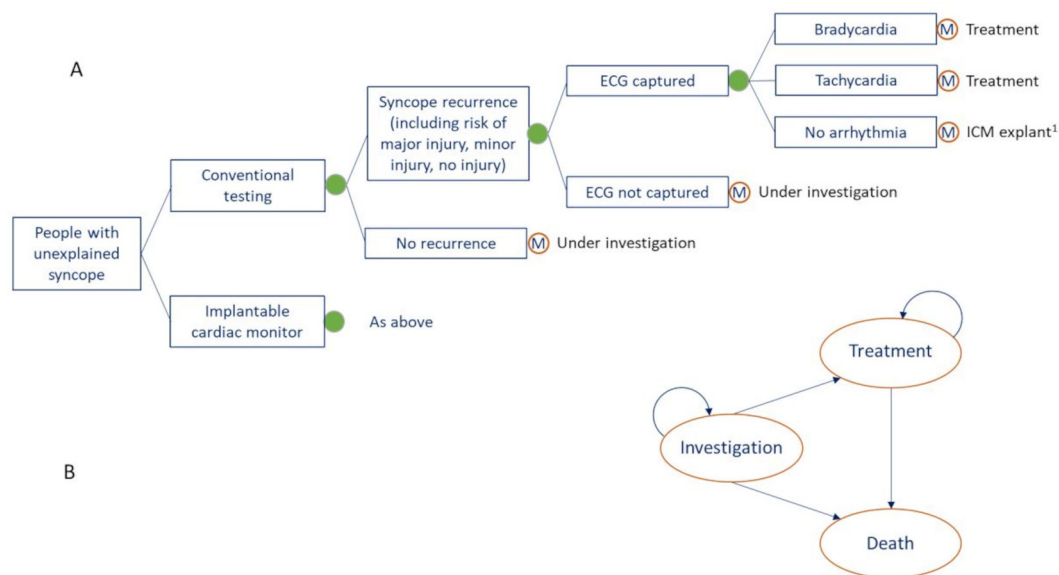 A
People with
unexplained
syncope
Conventional
testing
Implantable
cardiac monitor
As above
Syncope recurrence
(including risk of
major injury, minor
injury, no injury)
No recurrence
M
Under investigation
ECG captured
ECG not captured
M
Under investigation
Bradycardia
M
Treatment
Tachycardia
M
Treatment
No arrhythmia
M
ICM explant¹
B
Investigation
Treatment
Death